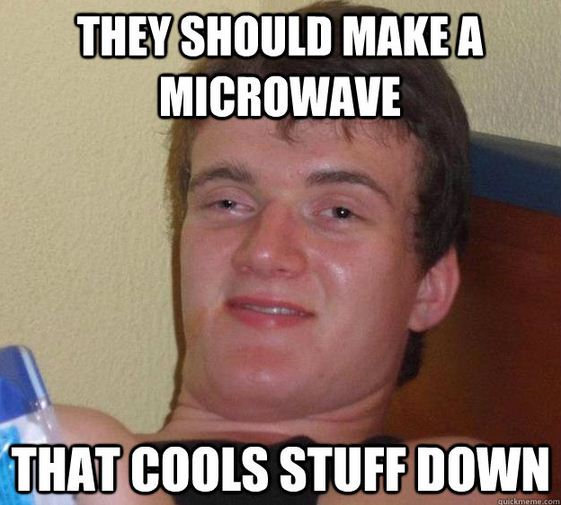 THEY SHOULD MAKE A
MICROWAVE
THAT COOLS STUFF DOWN
quickmeme.com